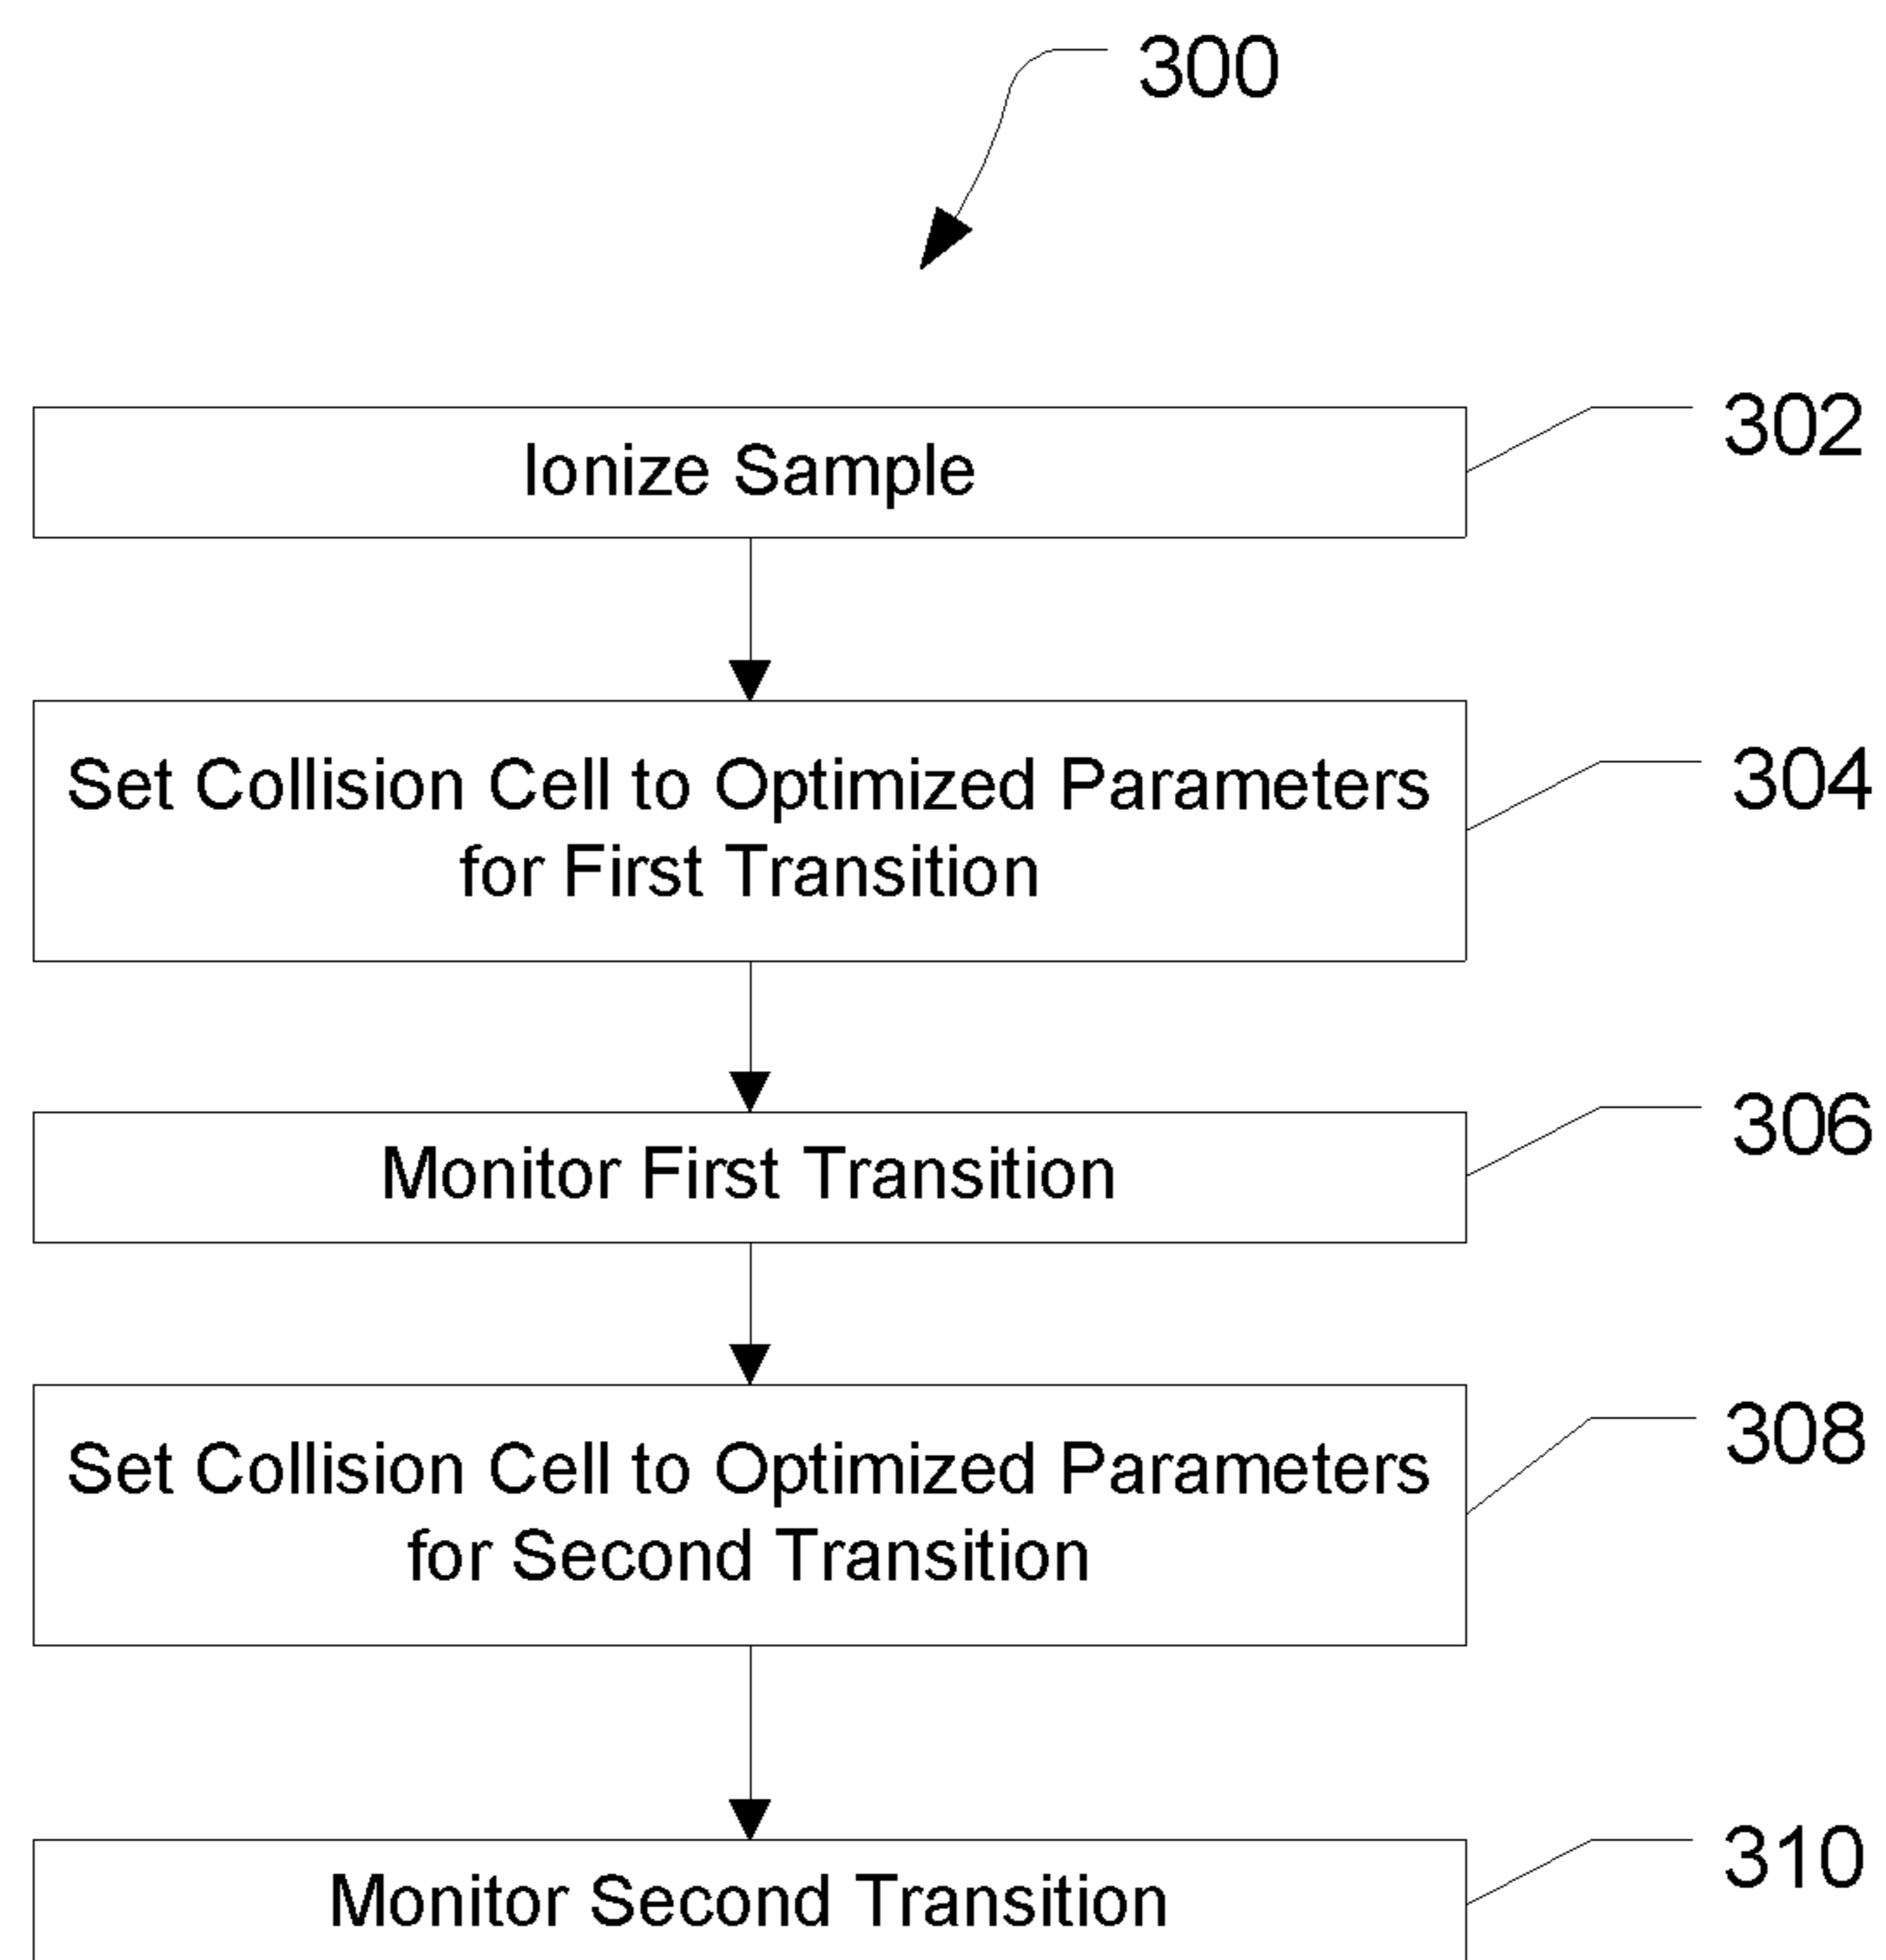 300
Ionize Sample
302
Set Collision Cell to Optimized Parameters
for First Transition
304
Monitor First Transition
306
Set Collision Cell to Optimized Parameters
for Second Transition
308
Monitor Second Transition
310